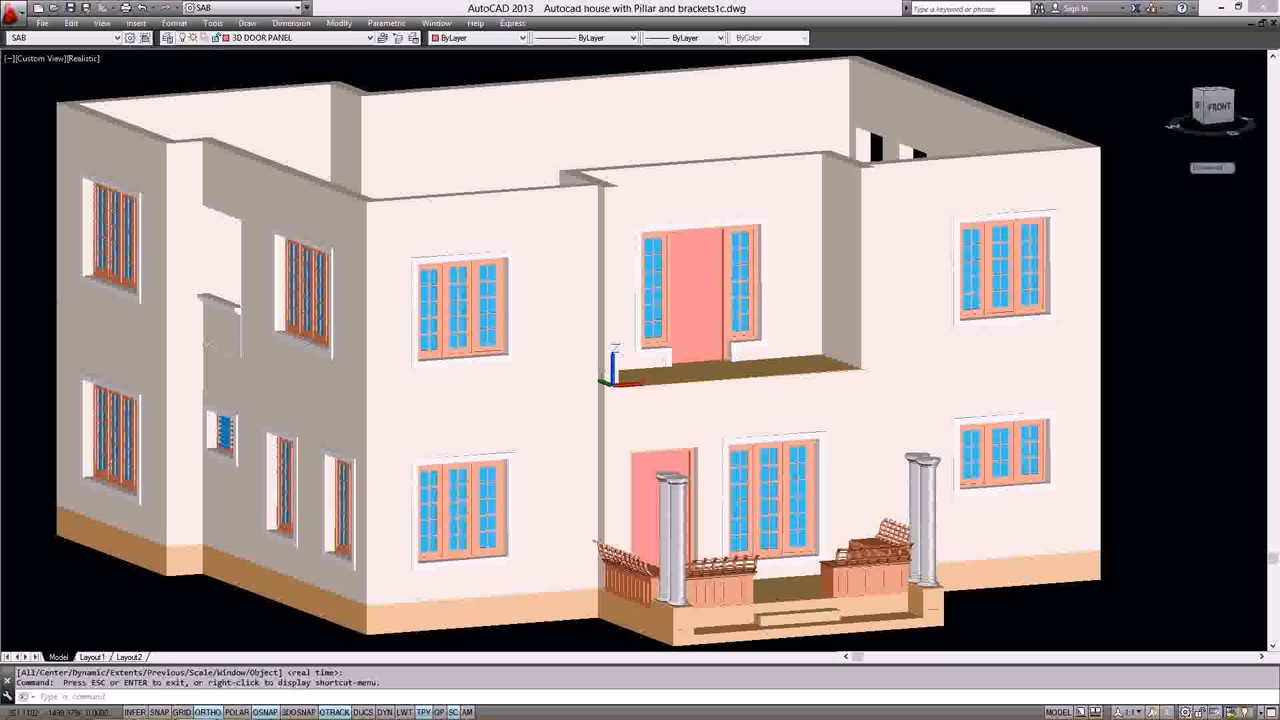 SAB
AutoCAD 2013 Autocad house with Pillar and brackets1c.dwg
Type a keyword or phrase
Sign In
File Edit View Insert Format Tools Draw Dimension Modify Parametric Window Help Express
SAB
3D DOOR PANEL
ByLayer
ByLayer
ByLayer
ByColor
[−][Custom View][Realistic]
FRONT
Z
Model Layout1 Layout2
[All/Center/Dynamic/Extents/Previous/Scale/Window/Object] <real time>:
Command: Press ESC or ENTER to exit, or right-click to display shortcut-menu.
Type a command
INFER SNAP GRID ORTHO POLAR OSNAP 3DOSNAP OTRACK DUCS DYN LWT TPY QP SC AM
MODEL
1:1